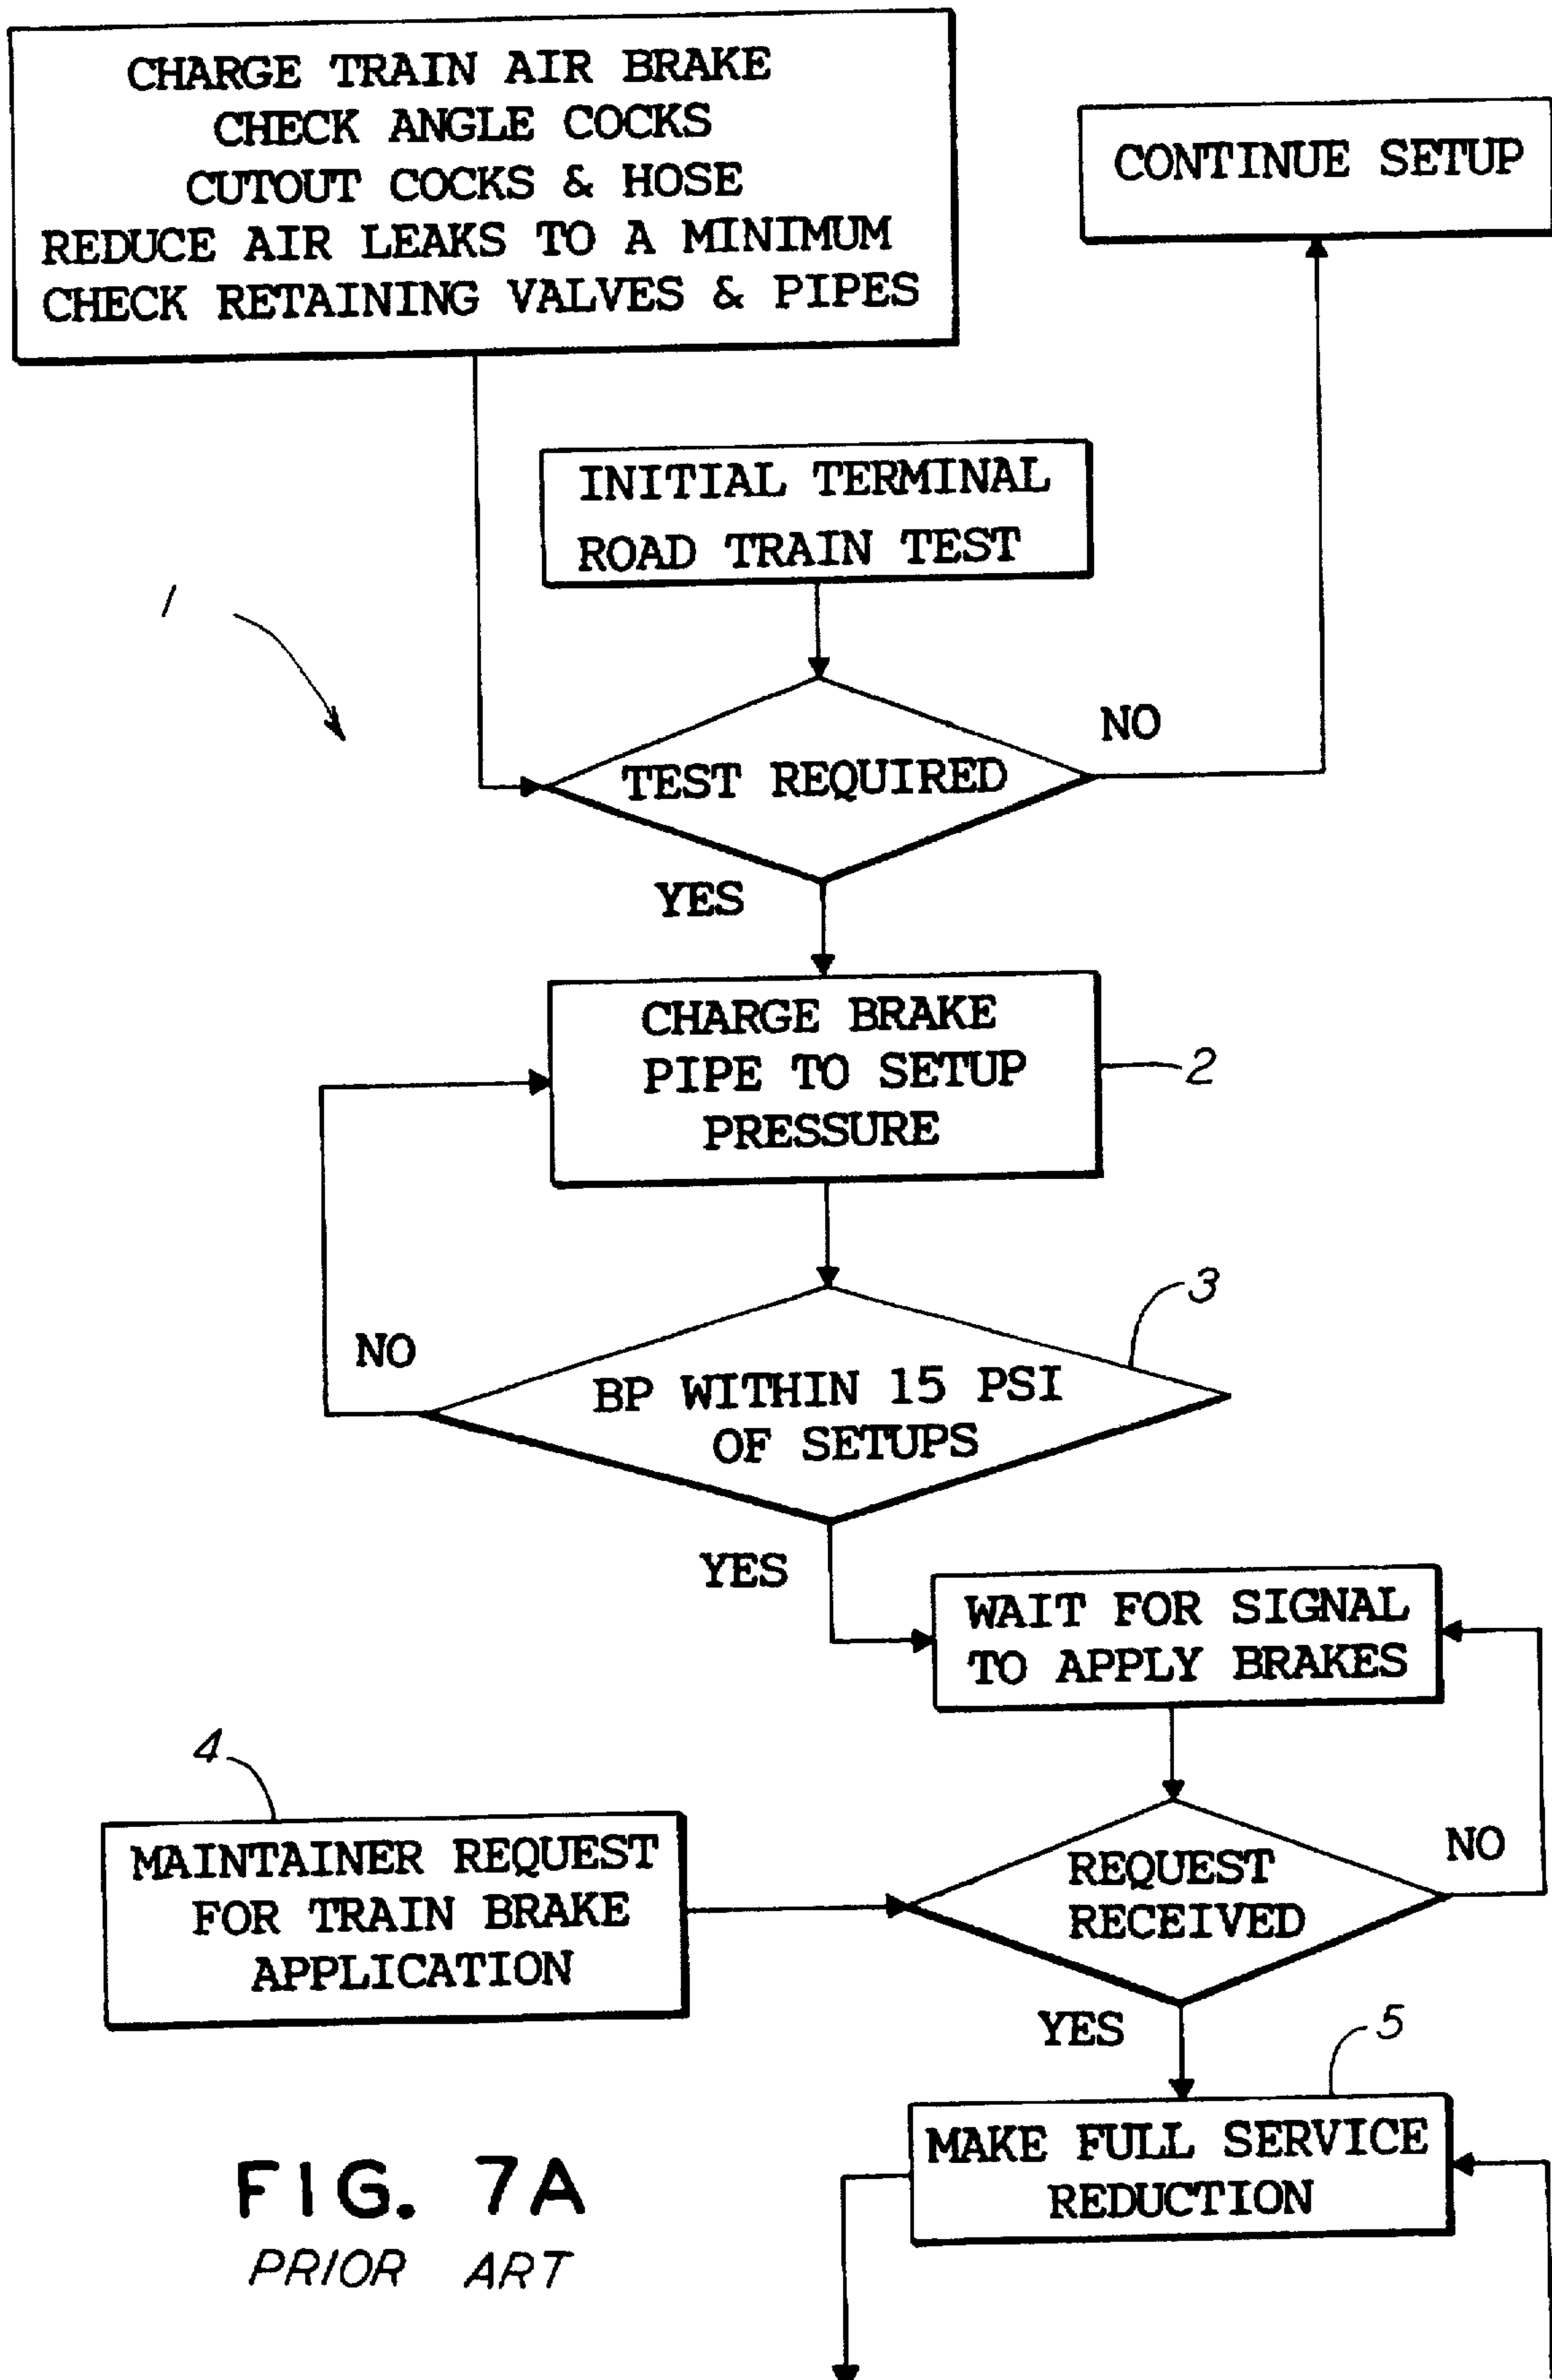 CHARGE TRAIN AIR BRAKE
CHECK ANGLE COCKS
CUTOUT COCKS & HOSE
REDUCE AIR LEAKS TO A MINIMUM
CHECK RETAINING VALVES & PIPES
CONTINUE SETUP
INITIAL TERMINAL
ROAD TRAIN TEST
1
TEST REQUIRED
NO
YES
CHARGE BRAKE
PIPE TO SETUP
PRESSURE
2
3
NO
BP WITHIN 15 PSI
OF SETUPS
YES
WAIT FOR SIGNAL
TO APPLY BRAKES
4
MAINTAINER REQUEST
FOR TRAIN BRAKE
APPLICATION
REQUEST
RECEIVED
NO
YES
5
MAKE FULL SERVICE
REDUCTION
FIG. 7A
PRIOR ART